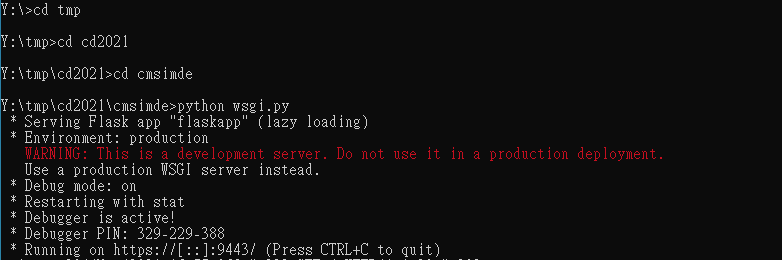 Y:\>cd tmp
Y:\tmp>cd cd2021
Y:\tmp\cd2021>cd cmsimde
Y:\tmp\cd2021\cmsimde>python wsgi.py
* Serving Flask app "flaskapp" (lazy loading)
* Environment: production
WARNING: This is a development server. Do not use it in a production deployment.
Use a production WSGI server instead.
* Debug mode: on
* Restarting with stat
* Debugger is active!
* Debugger PIN: 329-229-388
* Running on https://[::]:9443/ (Press CTRL+C to quit)